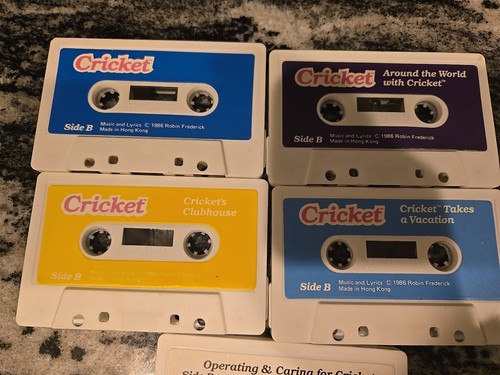 Cricket
Side B
Music and Lyrics © 1986 Robin Frederick
Made in Hong Kong
Cricket
Around the World
with Cricket™
Side B
Music and Lyrics © 1986 Robin Frederick
Made in Hong Kong
Cricket
Cricket's
Clubhouse
Side B
Cricket
Cricket™ Takes
a Vacation
Side B
Music and Lyrics © 1986 Robin Frederick
Made in Hong Kong
Operating & Caring for Cricket